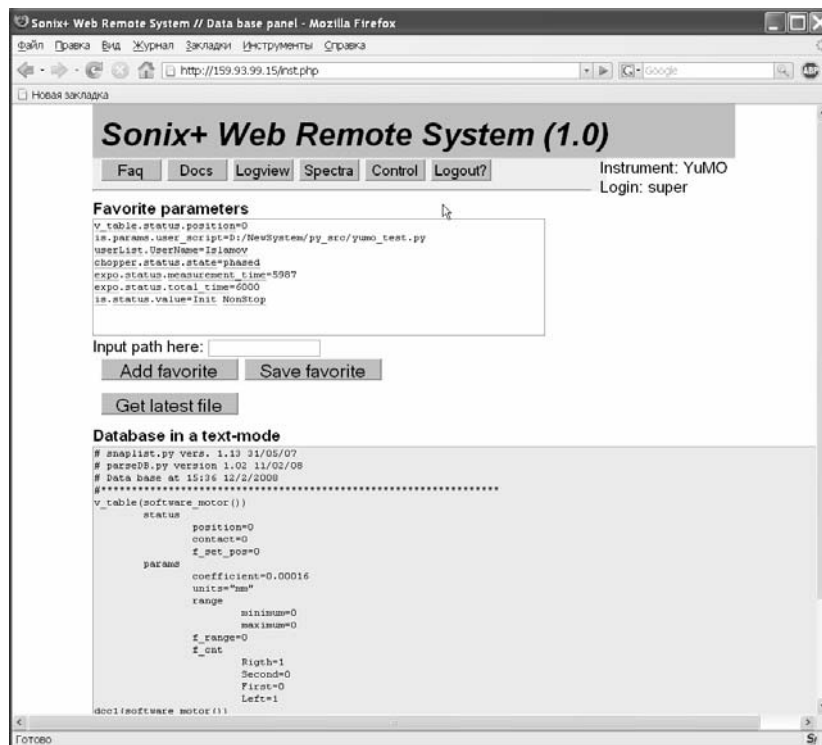 Sonix+ Web Remote System // Data base panel - Mozilla Firefox
Файл Правка Вид Журнал Закладки Инструменты Справка
http://159.93.99.15/inst.php
Google
ABP
Новая закладка
Sonix+ Web Remote System (1.0)
Faq Docs Logview Spectra Control Logout?
Instrument: YuMO
Login: super
Favorite parameters
v_table.status.position=0
is.params.user_script=D:/NewSystem/py_src/yumo_test.py
userList.UserName=Islamov
chopper.status.state=phased
expo.status.measurement_time=5987
expo.status.total_time=6000
is.status.value=Init NonStop
Input path here:
Add favorite Save favorite
Get latest file
Database in a text-mode
# snaplist.py vers. 1.13 31/05/07
# parseDB.py version 1.02 11/02/08
# Data base at 15:36 12/2/2008
#****************************************************************
v_table(software_motor())
status
position=0
contact=0
f_set_pos=0
params
coefficient=0.00016
units="mm"
range
minimum=0
maximum=0
f_range=0
f_cnt
Rigth=1
Second=0
First=0
Left=1
dcc1(software_motor())
Готово